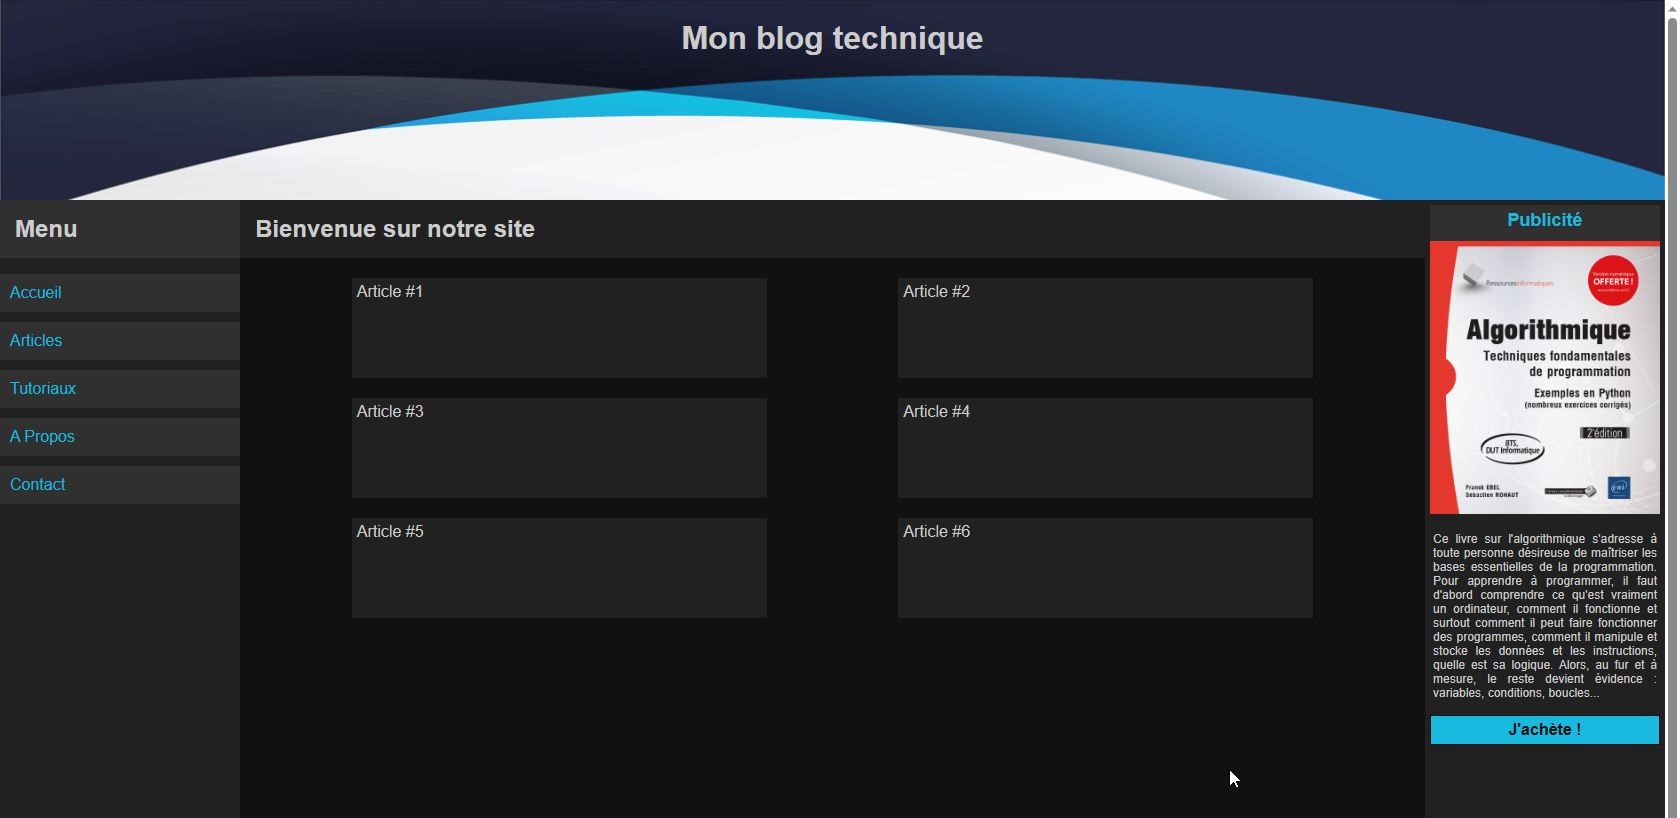 Mon blog technique
Menu
Accueil
Articles
Tutoriaux
A Propos
Contact
Bienvenue sur notre site
Article #1
Article #2
Article #3
Article #4
Article #5
Article #6
Publicité
Ressourcesinformatiques
Version numérique
OFFERTE !
www.editions-eni.fr
Algorithmique
Techniques fondamentales
de programmation
Exemples en Python
(nombreux exercices corrigés)
2e édition
BTS,
DUT Informatique
Franck EBEL
Sébastien ROHAUT
eni
Ce livre sur l'algorithmique s'adresse à
toute personne désireuse de maîtriser les
bases essentielles de la programmation.
Pour apprendre à programmer, il faut
d'abord comprendre ce qu'est vraiment
un ordinateur, comment il fonctionne et
surtout comment il peut faire fonctionner
des programmes, comment il manipule et
stocke les données et les instructions,
quelle est sa logique. Alors, au fur et à
mesure, le reste devient évidence :
variables, conditions, boucles...
J'achète !